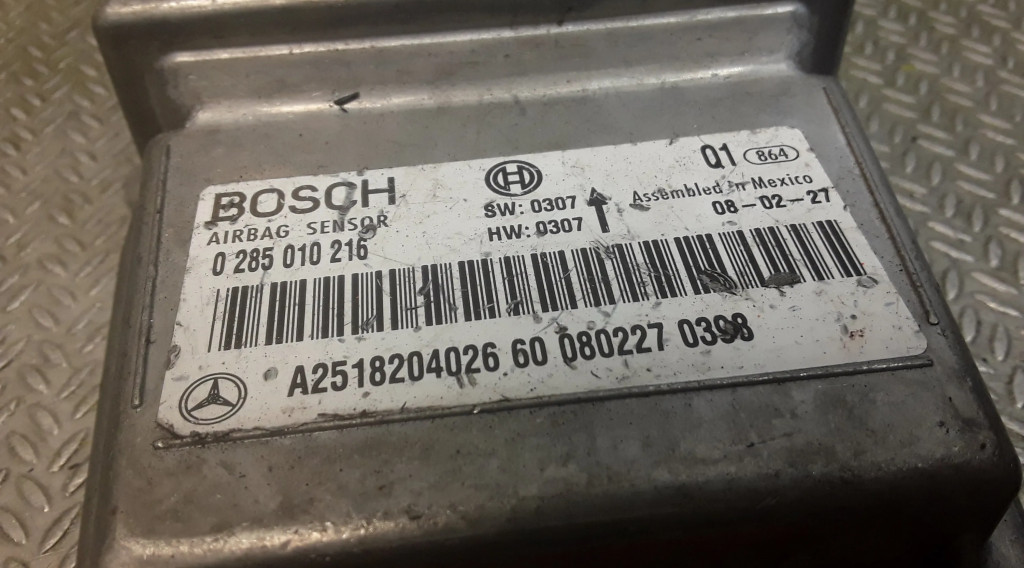 BOSCH
AIRBAG SENSOR
0 285 010 216
SW: 0307
HW: 0307
Q1 864
Assembled in Mexico
08-02-27
A2518204026 60 080227 0398